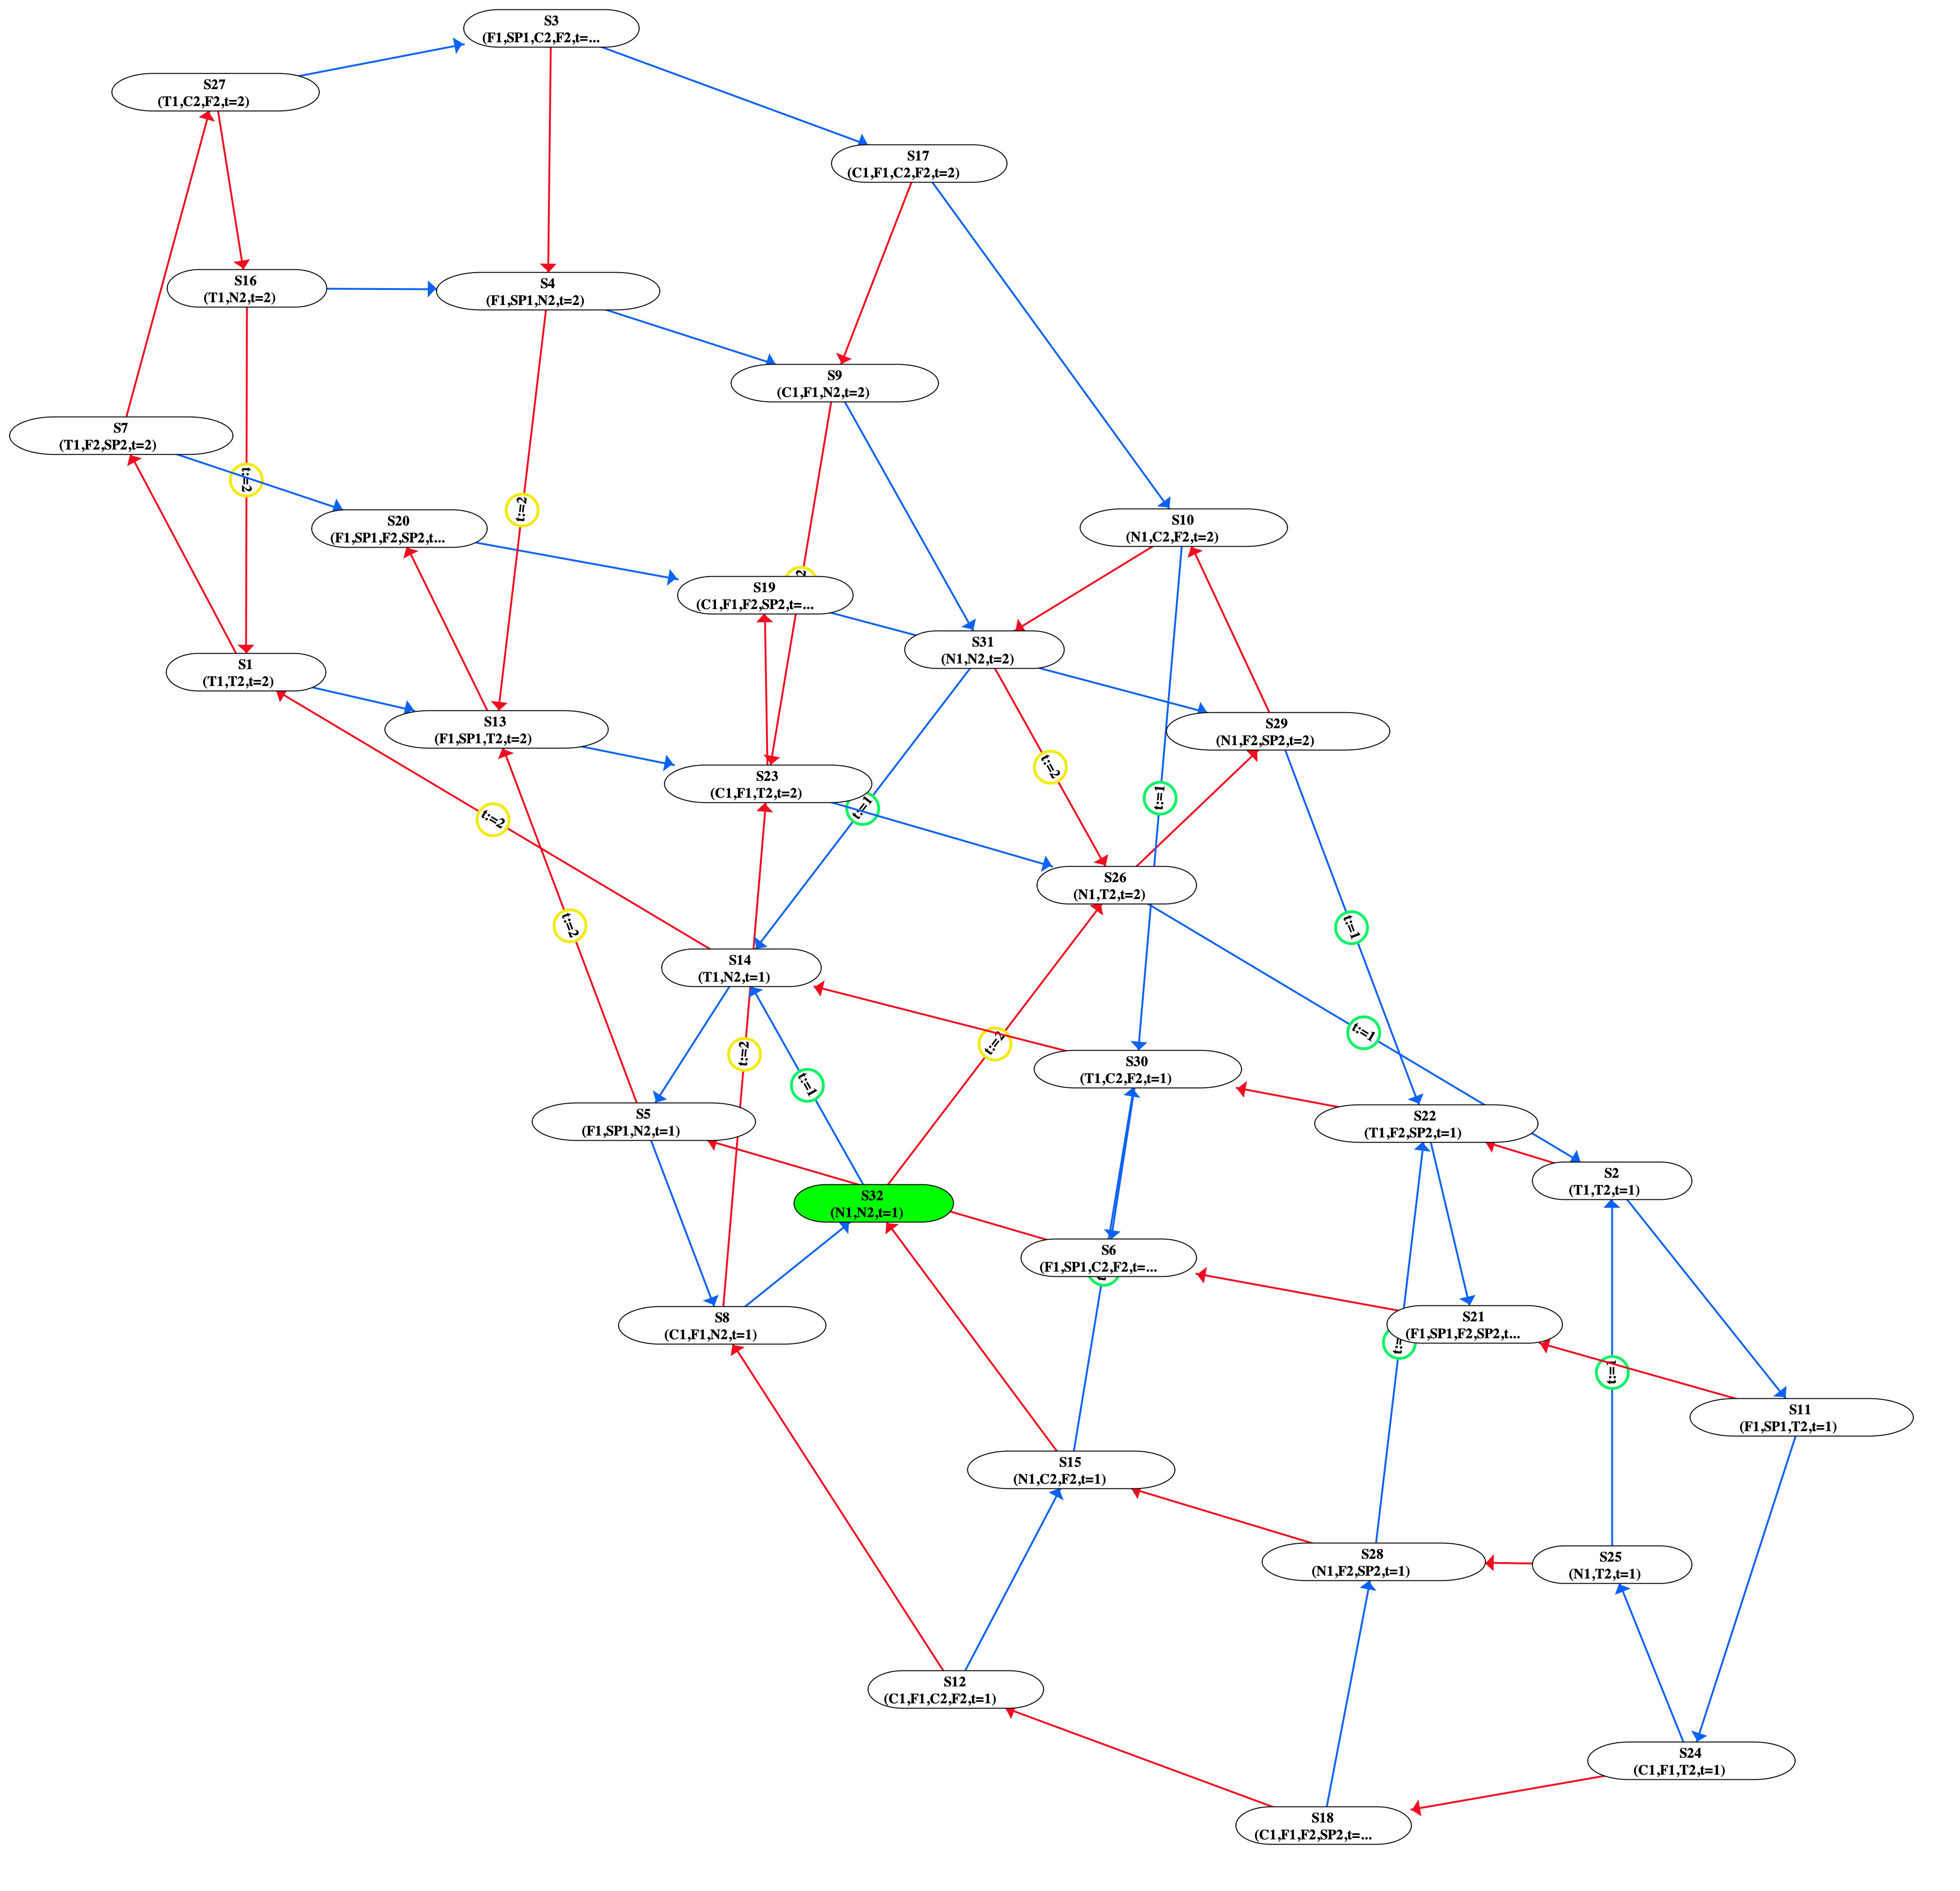 S3
(F1,SP1,C2,F2,t=...
S27
(T1,C2,F2,t=2)
S17
(C1,F1,C2,F2,t=2)
S16
(T1,N2,t=2)
S4
(F1,SP1,N2,t=2)
S9
(C1,F1,N2,t=2)
S7
(T1,F2,SP2,t=2)
t:=2
t:=2
S20
(F1,SP1,F2,SP2,t...
S10
(N1,C2,F2,t=2)
S19
(C1,F1,F2,SP2,t=...
2
S31
(N1,N2,t=2)
S1
(T1,T2,t=2)
S13
(F1,SP1,T2,t=2)
S29
(N1,F2,SP2,t=2)
t:=2
S23
(C1,F1,T2,t=2)
t:=1
t:=1
t:=2
S26
(N1,T2,t=2)
t:=2
t:=1
S14
(T1,N2,t=1)
t:=1
t:=2
t:=2
S30
(T1,C2,F2,t=1)
t:=1
S5
(F1,SP1,N2,t=1)
S22
(T1,F2,SP2,t=1)
S2
(T1,T2,t=1)
S32
(N1,N2,t=1)
S6
(F1,SP1,C2,F2,t=...
S8
(C1,F1,N2,t=1)
S21
(F1,SP1,F2,SP2,t...
t:=
t:=1
S11
(F1,SP1,T2,t=1)
S15
(N1,C2,F2,t=1)
S28
(N1,F2,SP2,t=1)
S25
(N1,T2,t=1)
S12
(C1,F1,C2,F2,t=1)
S24
(C1,F1,T2,t=1)
S18
(C1,F1,F2,SP2,t=...